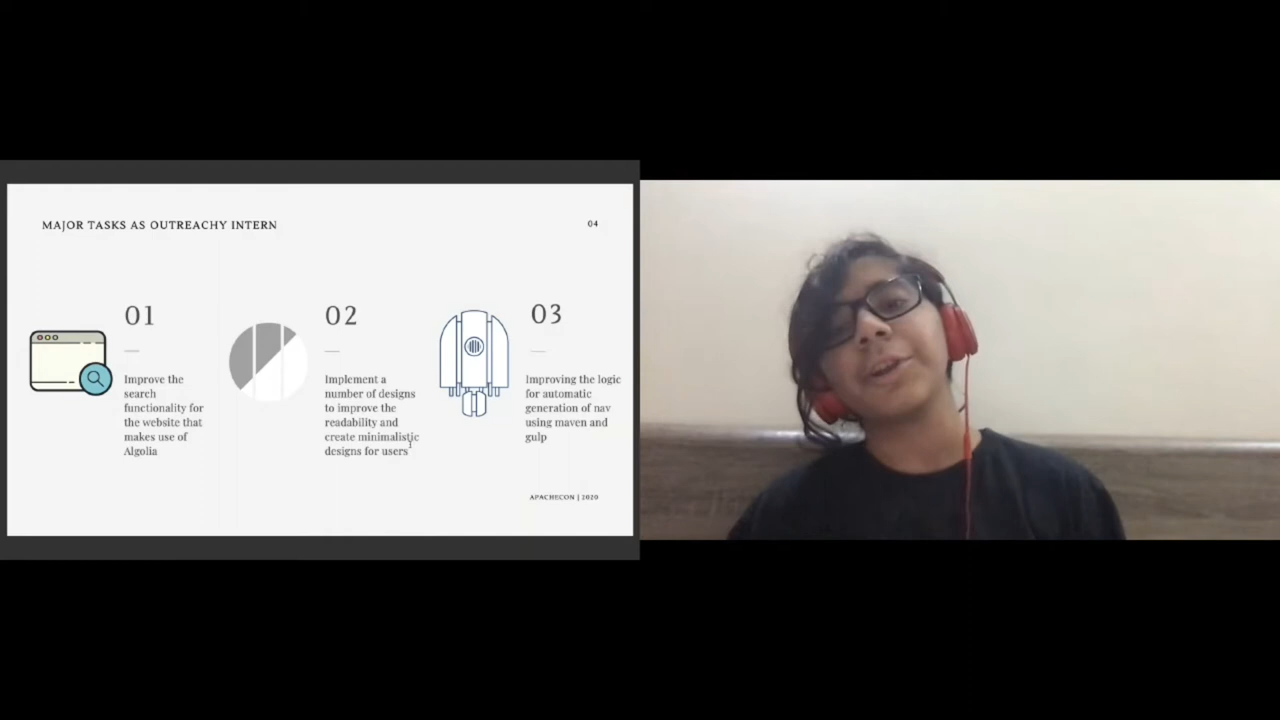 MAJOR TASKS AS OUTREACHY INTERN
04
01
Improve the
search
functionality for
the website that
makes use of
Algolia
02
Implement a
number of designs
to improve the
readability and
create minimalistic
designs for users
03
Improving the logic
for automatic
generation of nav
using maven and
gulp
APACHECON | 2020